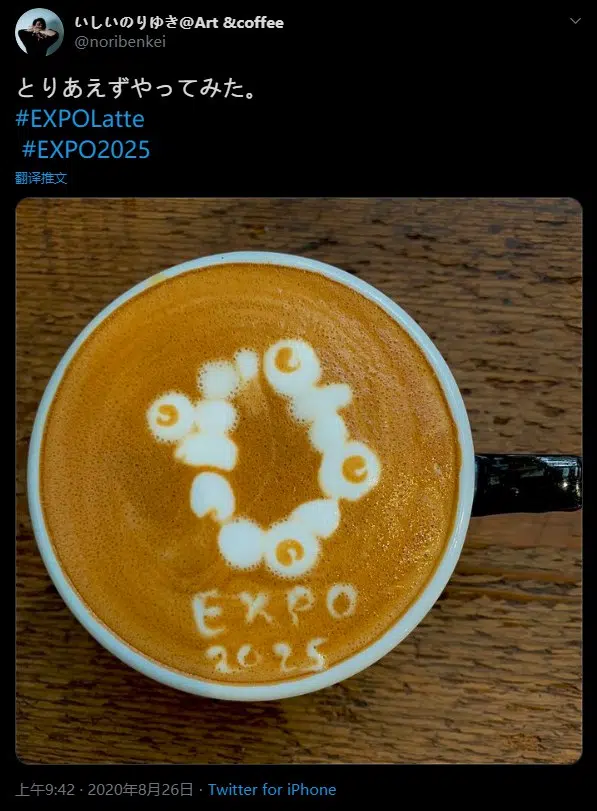 いしいのりゆき@Art &coffee
@noribenkei
とりあえずやってみた。
#EXPOLatte
#EXPO2025
翻译推文
EXPO
2025
上午9:42 · 2020年8月26日 · Twitter for iPhone